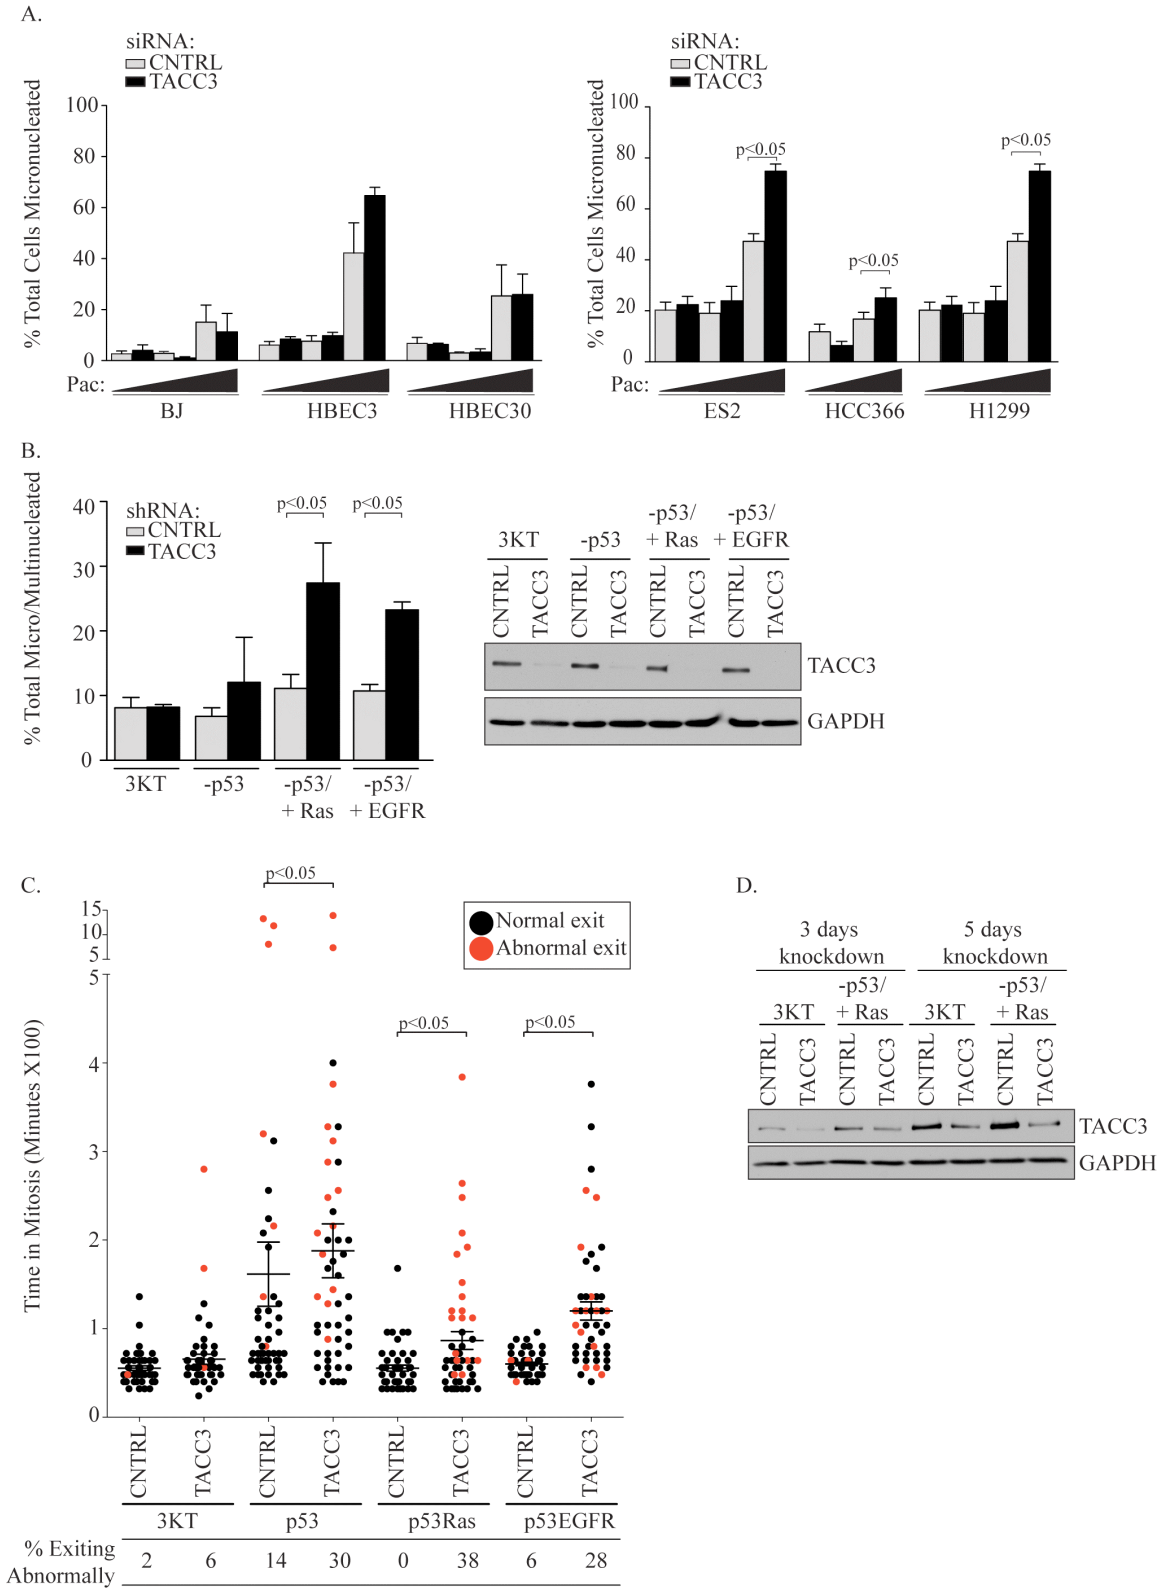 A.
siRNA:
CNTRL
TACC3
% Total Cells Micronucleated
100
80
60
40
20
0
Pac:
BJ
HBEC3
HBEC30
siRNA:
CNTRL
TACC3
% Total Cells Micronucleated
100
80
60
40
20
0
p<0.05
p<0.05
p<0.05
Pac:
ES2
HCC366
H1299
B.
% Total Micro/Multinucleated
40
30
20
10
0
shRNA:
CNTRL
TACC3
p<0.05
p<0.05
3KT
-p53
-p53/
+ Ras
-p53/
+ EGFR
3KT
-p53
-p53/
+ Ras
-p53/
+ EGFR
CNTRL
TACC3
CNTRL
TACC3
CNTRL
TACC3
CNTRL
TACC3
TACC3
GAPDH
C.
Time in Mitosis (Minutes X100)
15
10
5
5
4
3
2
1
0
p<0.05
p<0.05
p<0.05
Normal exit
Abnormal exit
CNTRL
TACC3
CNTRL
TACC3
CNTRL
TACC3
CNTRL
TACC3
3KT
p53
p53Ras
p53EGFR
% Exiting
Abnormally
2 6 14 30 0 38 6 28
D.
3 days
knockdown
5 days
knockdown
3KT
-p53/
+ Ras
3KT
-p53/
+ Ras
CNTRL
TACC3
CNTRL
TACC3
CNTRL
TACC3
CNTRL
TACC3
TACC3
GAPDH